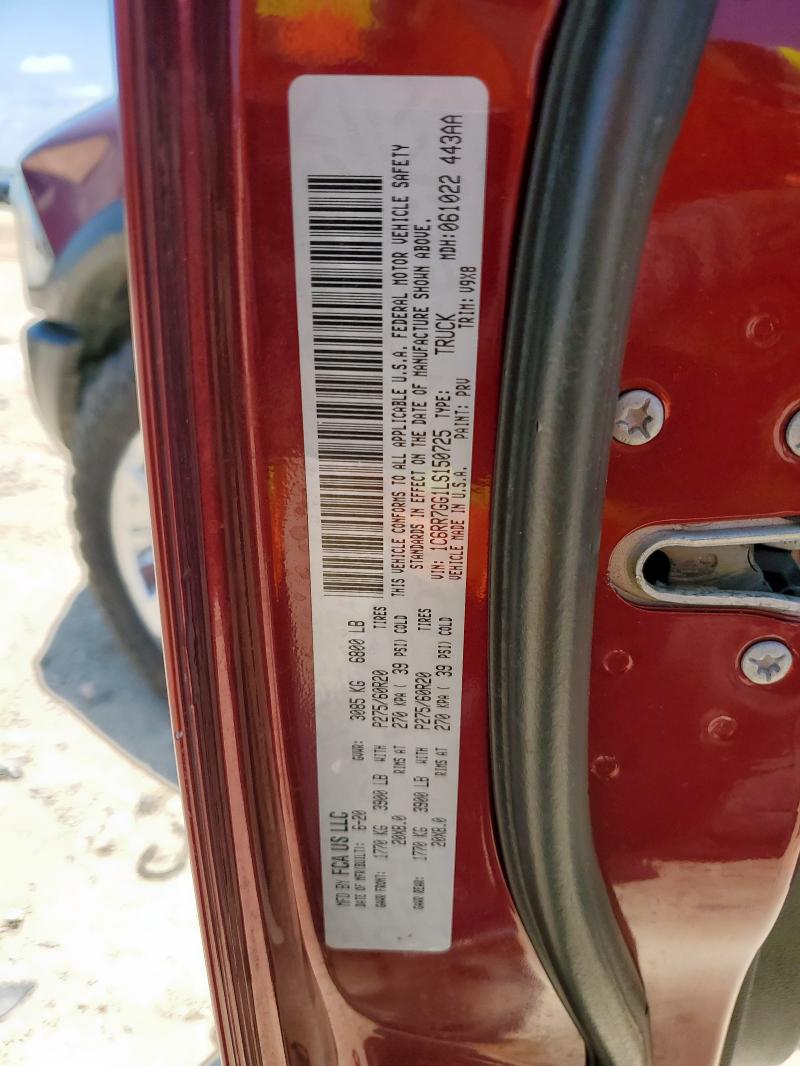 MFD BY FCA US LLC
DATE OF MFR(BUILT): 6-20 GVWR: 3085 KG 6800 LB
GAWR FRONT: 1770 KG 3900 LB WITH P275/60R20 TIRES
20X8.0 RIMS AT 270 KPA ( 39 PSI) COLD
GAWR REAR: 1770 KG 3900 LB WITH P275/60R20 TIRES
20X8.0 RIMS AT 270 KPA ( 39 PSI) COLD
THIS VEHICLE CONFORMS TO ALL APPLICABLE U.S.A. FEDERAL MOTOR VEHICLE SAFETY
STANDARDS IN EFFECT ON THE DATE OF MANUFACTURE SHOWN ABOVE.
VIN: 1C6RR7GG1LS150725 TYPE: TRUCK MDH:061022 443AA
VEHICLE MADE IN U.S.A. PAINT: PRV TRIM: V9X8